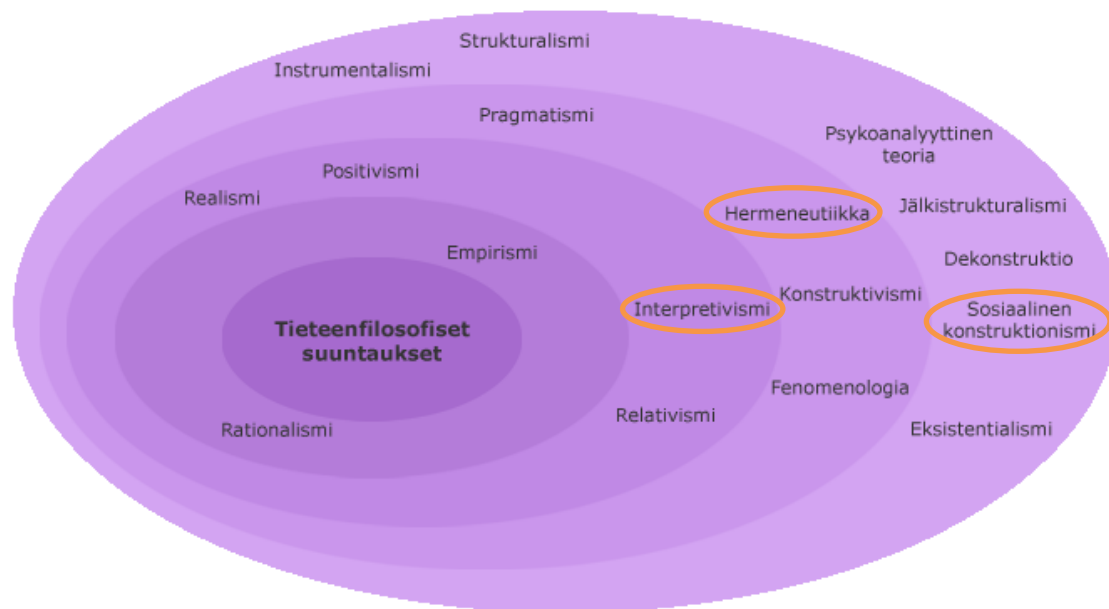 Strukturalismi
Instrumentalismi
Pragmatismi
Psykoanalyyttinen
teoria
Positivismi
Realismi
Hermeneutiikka
Jälkistrukturalismi
Empirismi
Dekonstruktio
Interpretivismi
Konstruktivismi
Sosiaalinen
konstruktionismi
Tieteenfilosofiset
suuntaukset
Fenomenologia
Relativismi
Rationalismi
Eksistentialismi